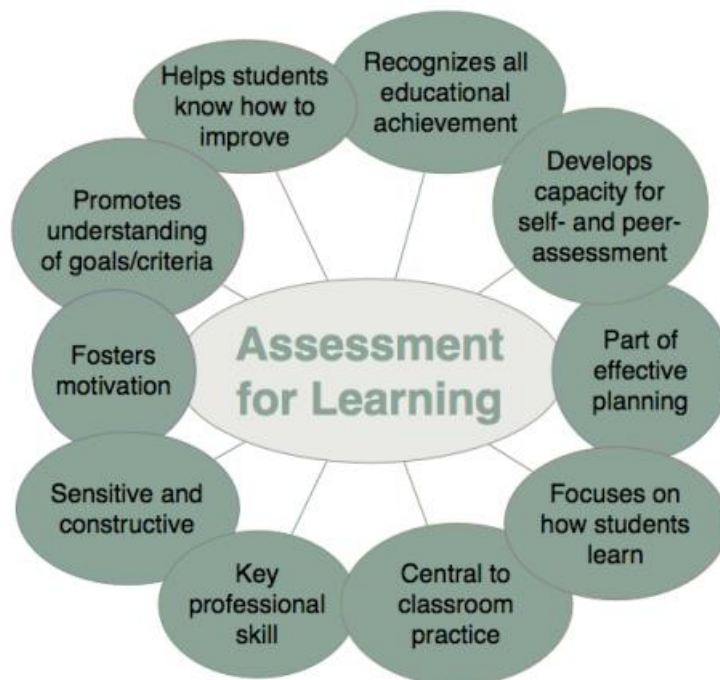 Helps students
know how to
improve
Recognizes all
educational
achievement
Develops
capacity for
self- and peer-
assessment
Promotes
understanding
of goals/criteria
Assessment
for Learning
Part of
effective
planning
Fosters
motivation
Focuses on
how students
learn
Sensitive and
constructive
Central to
classroom
practice
Key
professional
skill